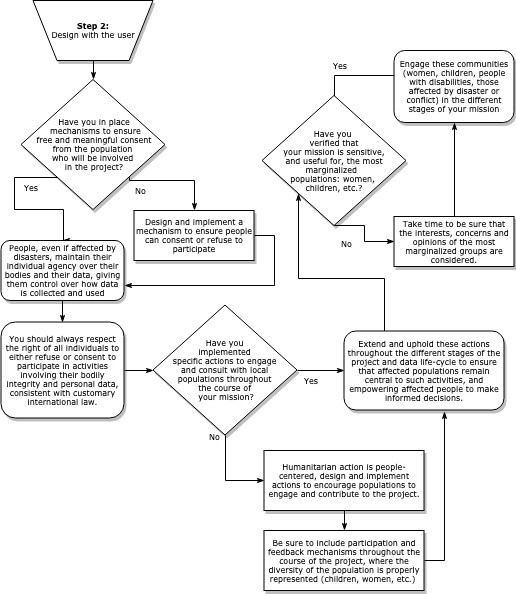 Step 2:
Design with the user
Have you in place
mechanisms to ensure
free and meaningful consent
from the population
who will be involved
in the project?
Yes
No
Design and implement a
mechanism to ensure people
can consent or refuse to
participate
People, even if affected by
disasters, maintain their
individual agency over their
bodies and their data, giving
them control over how data
is collected and used
You should always respect
the right of all individuals to
either refuse or consent to
participate in activities
involving their bodily
integrity and personal data,
consistent with customary
international law.
Have you
implemented
specific actions to engage
and consult with local
populations throughout
the course of
your mission?
Yes
No
Humanitarian action is people-
centered, design and implement
actions to encourage populations to
engage and contribute to the project.
Be sure to include participation and
feedback mechanisms throughout the
course of the project, where the
diversity of the population is properly
represented (children, women, etc.)
Extend and uphold these actions
throughout the different stages of the
project and data life-cycle to ensure
that affected populations remain
central to such activities, and
empowering affected people to make
informed decisions.
Have you
verified that
your mission is sensitive,
and useful for, the most
marginalized
populations: women,
children, etc.?
Yes
No
Take time to be sure that
the interests, concerns and
opinions of the most
marginalized groups are
considered.
Engage these communities
(women, children, people
with disabilities, those
affected by disaster or
conflict) in the different
stages of your mission